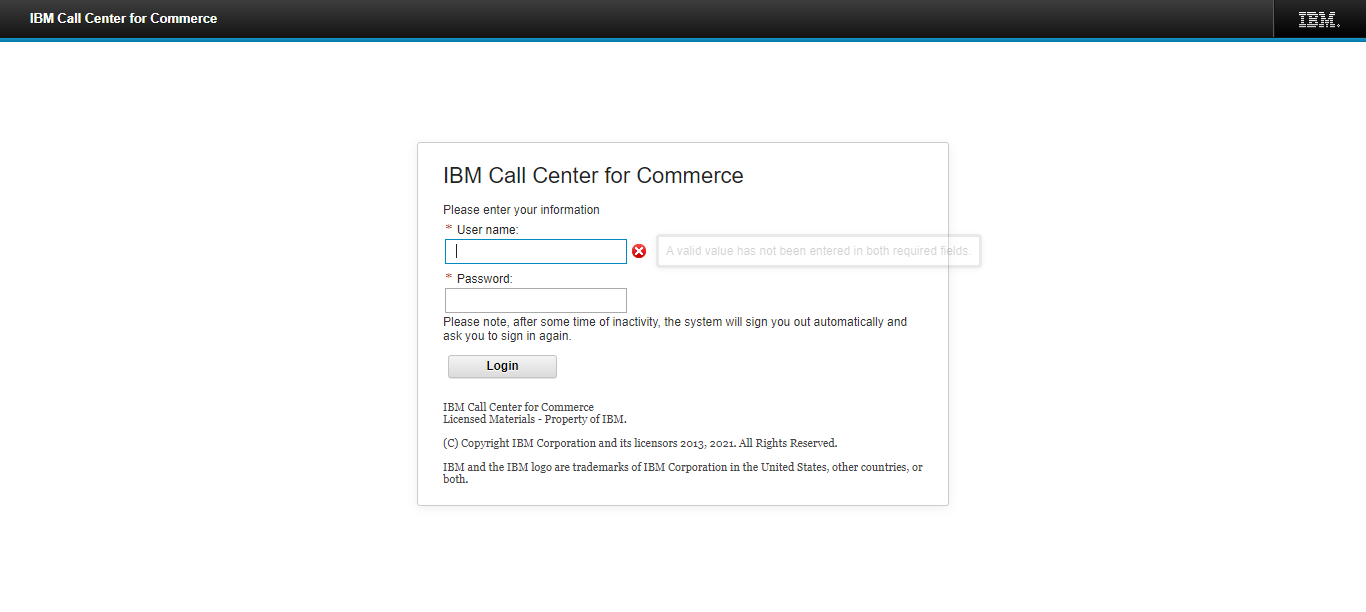 IBM Call Center for Commerce
IBM
IBM Call Center for Commerce
Please enter your information
* User name:
A valid value has not been entered in both required fields.
* Password:
Please note, after some time of inactivity, the system will sign you out automatically and
ask you to sign in again.
Login
IBM Call Center for Commerce
Licensed Materials - Property of IBM.
(C) Copyright IBM Corporation and its licensors 2013, 2021. All Rights Reserved.
IBM and the IBM logo are trademarks of IBM Corporation in the United States, other countries, or
both.